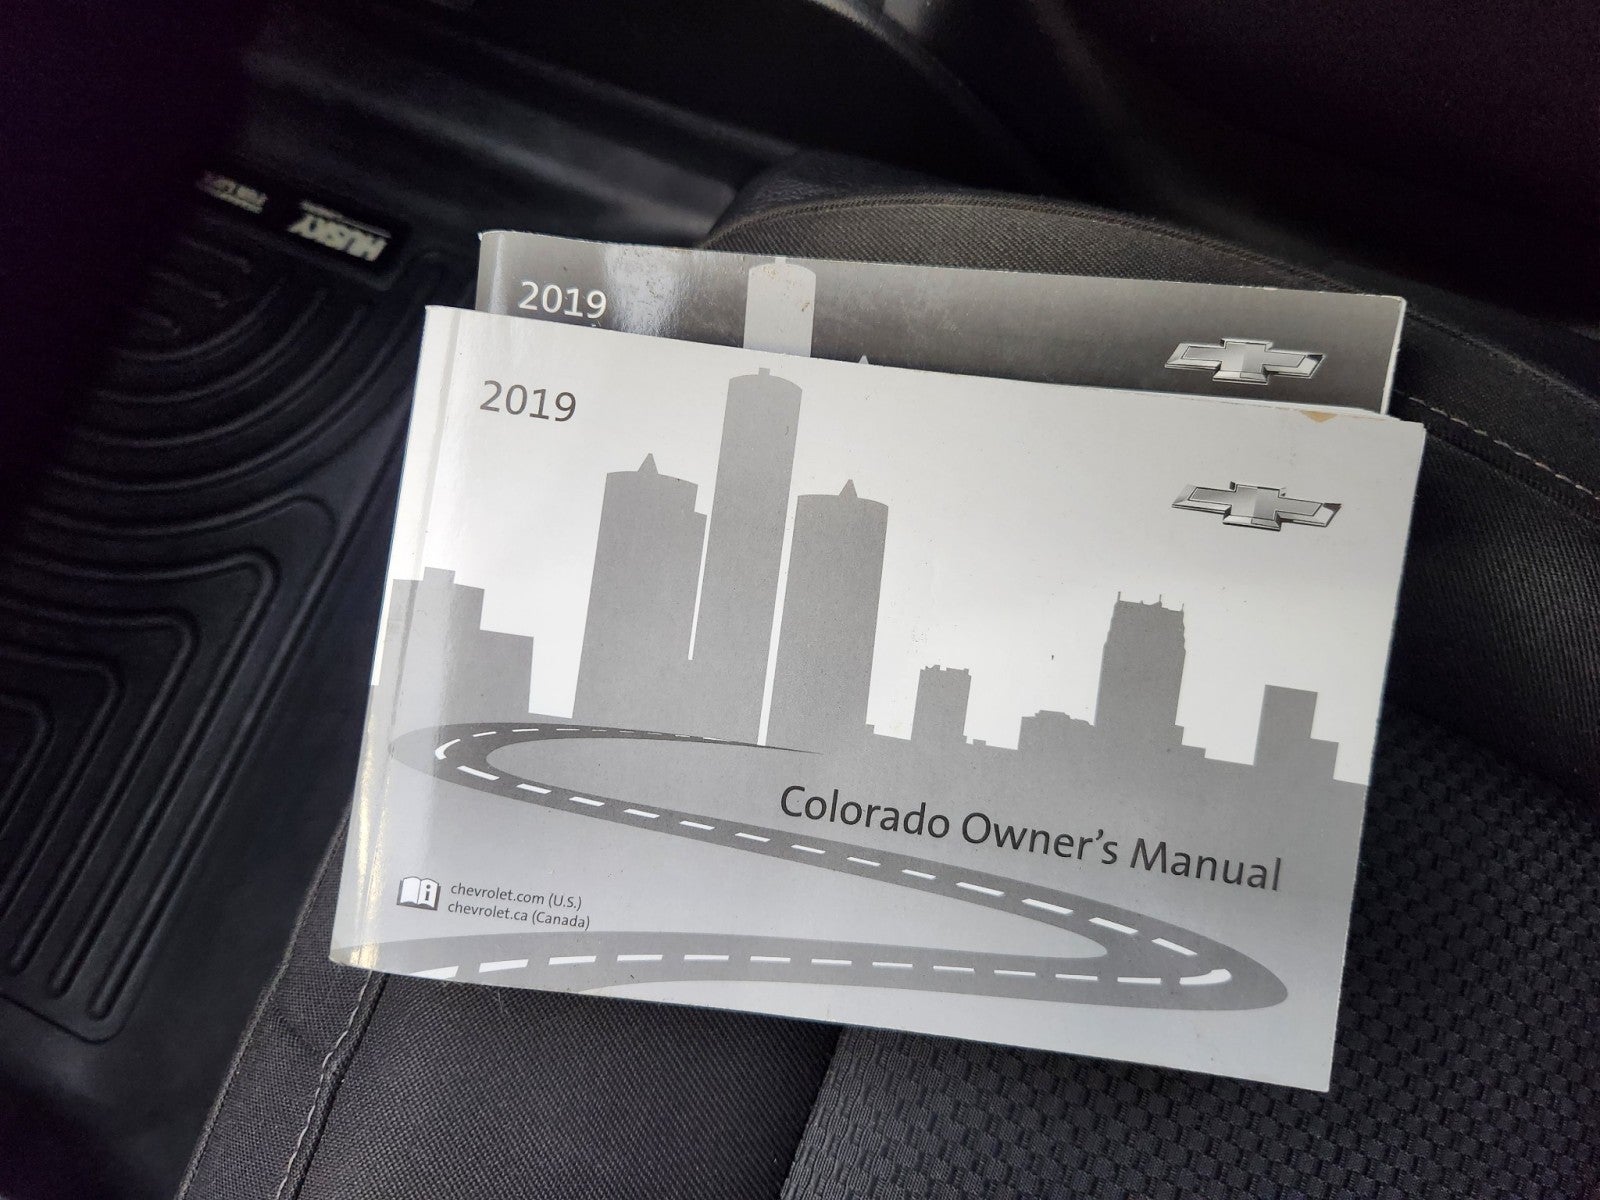 HUSKY
2019
2019
Colorado Owner's Manual
i
chevrolet.com (U.S.)
chevrolet.ca (Canada)